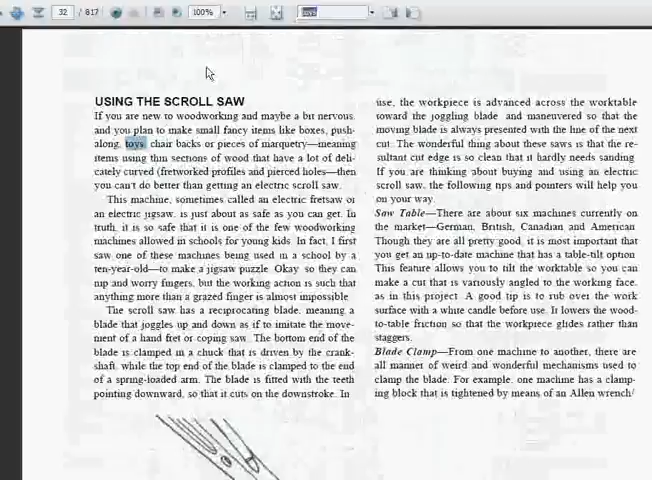 32 / 817
100%
toys
USING THE SCROLL SAW
If you are new to woodworking and maybe a bit nervous,
and you plan to make small fancy items like boxes, push-
along toys, chair backs or pieces of marquetry—meaning
items using thin sections of wood that have a lot of deli-
cately curved (fretworked profiles and pierced holes—then
you can't do better than getting an electric scroll saw.
This machine, sometimes called an electric fretsaw or
an electric jigsaw, is just about as safe as you can get. In
truth, it is so safe that it is one of the few woodworking
machines allowed in schools for young kids. In fact, I first
saw one of these machines being used in a school by a
ten-year-old—to make a jigsaw puzzle. Okay so they can
nip and worry fingers, but the working action is such that
anything more than a grazed finger is almost impossible.
The scroll saw has a reciprocating blade, meaning a
blade that joggles up and down as if to imitate the move-
ment of a hand fret or coping saw. The bottom end of the
blade is clamped in a chuck that is driven by the crank-
shaft, while the top end of the blade is clamped to the end
of a spring-loaded arm. The blade is fitted with the teeth
pointing downward, so that it cuts on the downstroke. In
use, the workpiece is advanced across the worktable
toward the joggling blade and maneuvered so that the
moving blade is always presented with the line of the next
cut. The wonderful thing about these saws is that the re-
sultant cut edge is so clean that it hardly needs sanding.
If you are thinking about buying and using an electric
scroll saw, the following tips and pointers will help you
on your way.
Saw Table—There are about six machines currently on
the market—German, British, Canadian and American.
Though they are all pretty good, it is most important that
you get an up-to-date machine that has a table-tilt option.
This feature allows you to tilt the worktable so you can
make a cut that is variously angled to the working face,
as in this project. A good tip is to rub over the work
surface with a white candle before use. It lowers the wood-
to-table friction so that the workpiece glides rather than
staggers.
Blade Clamp—From one machine to another, there are
all manner of weird and wonderful mechanisms used to
clamp the blade. For example, one machine has a clamp-
ing block that is tightened by means of an Allen wrench/